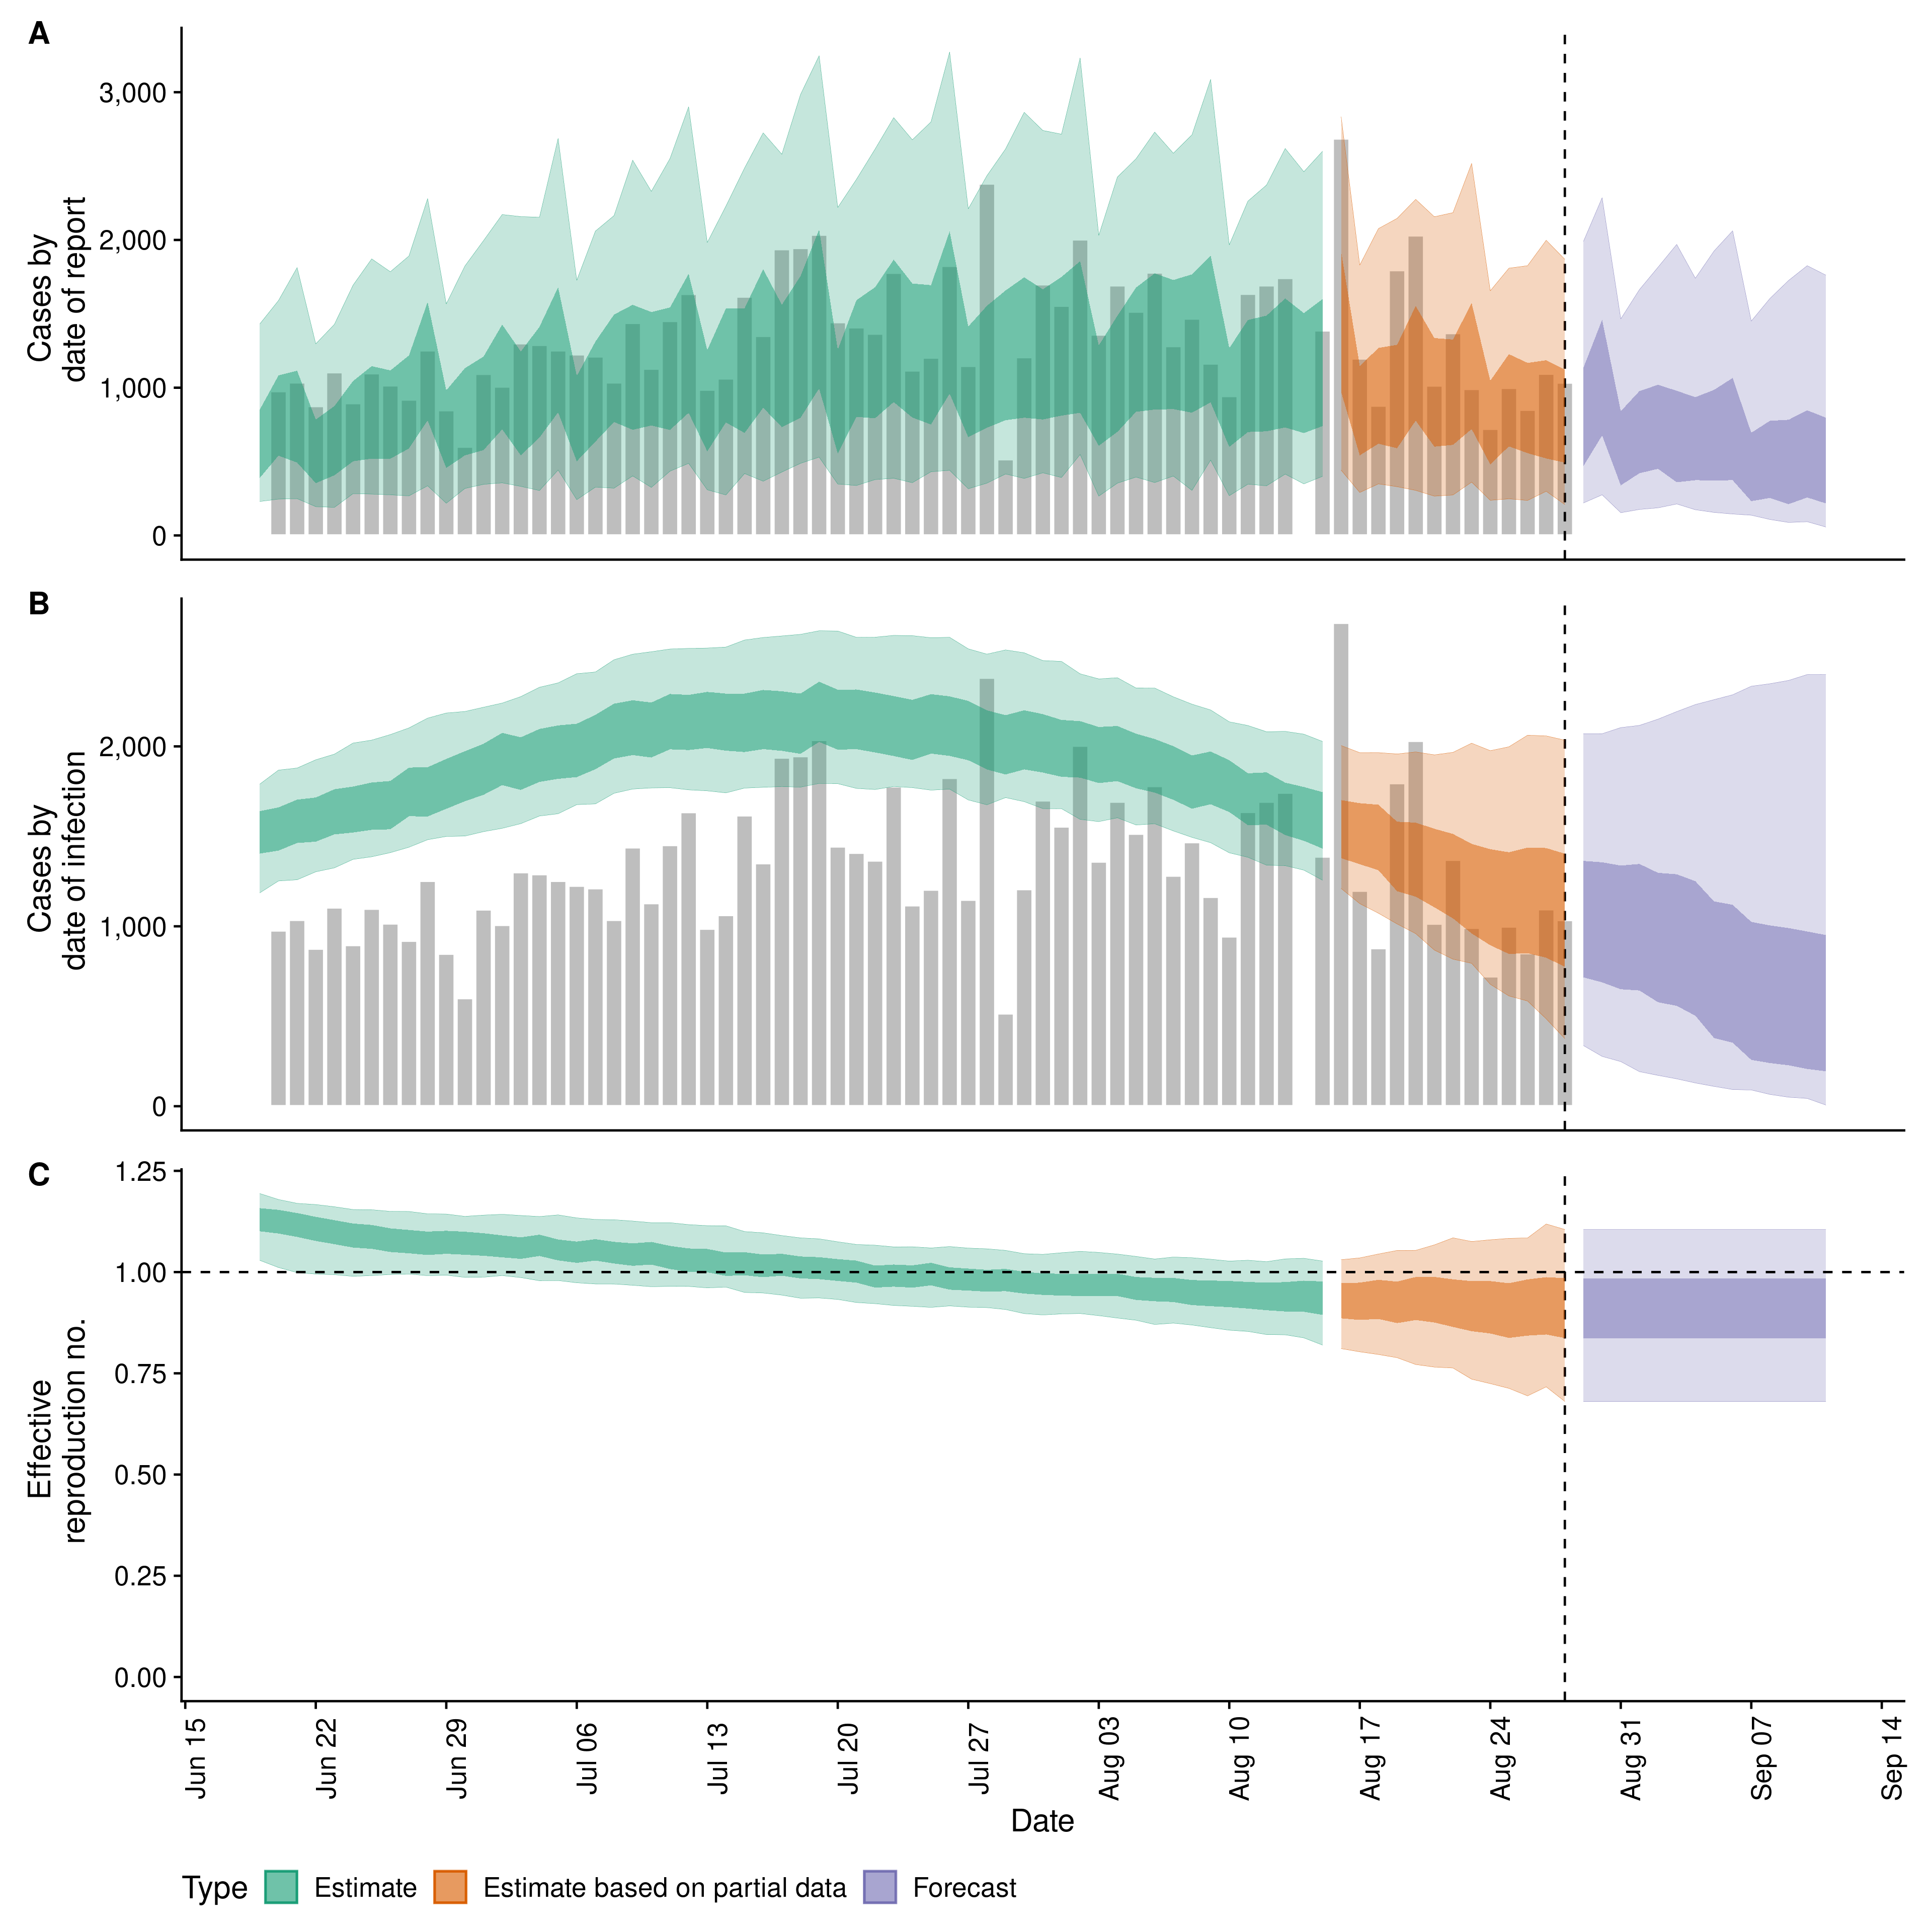 A
Cases by
date of report
3,000
2,000
1,000
0
B
Cases by
date of infection
2,000
1,000
0
C
Effective
reproduction no.
1.25
1.00
0.75
0.50
0.25
0.00
Jun 15
Jun 22
Jun 29
Jul 06
Jul 13
Jul 20
Jul 27
Aug 03
Aug 10
Aug 17
Aug 24
Aug 31
Sep 07
Sep 14
Date
Type Estimate Estimate based on partial data Forecast